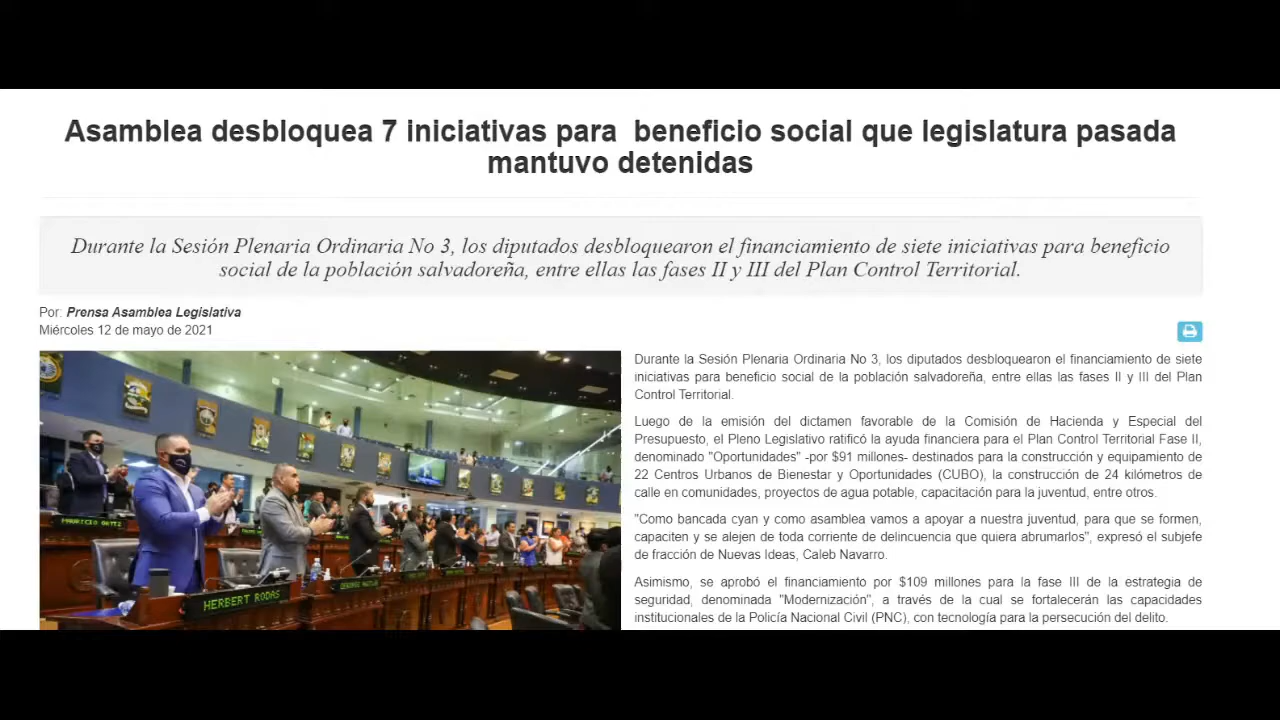 Asamblea desbloquea 7 iniciativas para beneficio social que legislatura pasada
mantuvo detenidas
Durante la Sesión Plenaria Ordinaria No 3, los diputados desbloquearon el financiamiento de siete iniciativas para beneficio
social de la población salvadoreña, entre ellas las fases II y III del Plan Control Territorial.
Por: Prensa Asamblea Legislativa
Miércoles 12 de mayo de 2021
Durante la Sesión Plenaria Ordinaria No 3, los diputados desbloquearon el financiamiento de siete
iniciativas para beneficio social de la población salvadoreña, entre ellas las fases II y III del Plan
Control Territorial.
Luego de la emisión del dictamen favorable de la Comisión de Hacienda y Especial del
Presupuesto, el Pleno Legislativo ratificó la ayuda financiera para el Plan Control Territorial Fase II,
denominado "Oportunidades" -por $91 millones- destinados para la construcción y equipamiento de
22 Centros Urbanos de Bienestar y Oportunidades (CUBO), la construcción de 24 kilómetros de
calle en comunidades, proyectos de agua potable, capacitación para la juventud, entre otros.
"Como bancada cyan y como asamblea vamos a apoyar a nuestra juventud, para que se formen,
capaciten y se alejen de toda corriente de delincuencia que quiera abrumarlos", expresó el subjefe
de fracción de Nuevas Ideas, Caleb Navarro.
Asimismo, se aprobó el financiamiento por $109 millones para la fase III de la estrategia de
seguridad, denominada "Modernización", a través de la cual se fortalecerán las capacidades
institucionales de la Policía Nacional Civil (PNC), con tecnología para la persecución del delito.
MAURICIO ORTIZ
HERBERT RODAS